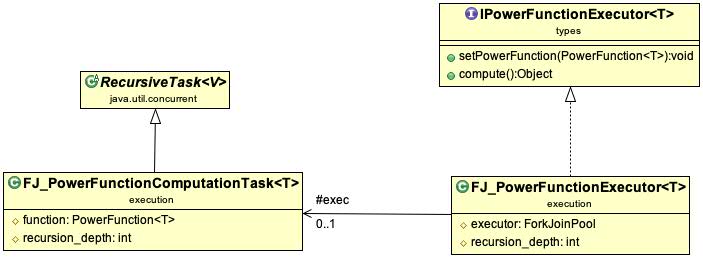 IPowerFunctionExecutor<T>
types
setPowerFunction(PowerFunction<T>):void
compute():Object
RecursiveTask<V>
java.util.concurrent
FJ_PowerFunctionComputationTask<T>
execution
function: PowerFunction<T>
recursion_depth: int
#exec
0..1
FJ_PowerFunctionExecutor<T>
execution
executor: ForkJoinPool
recursion_depth: int